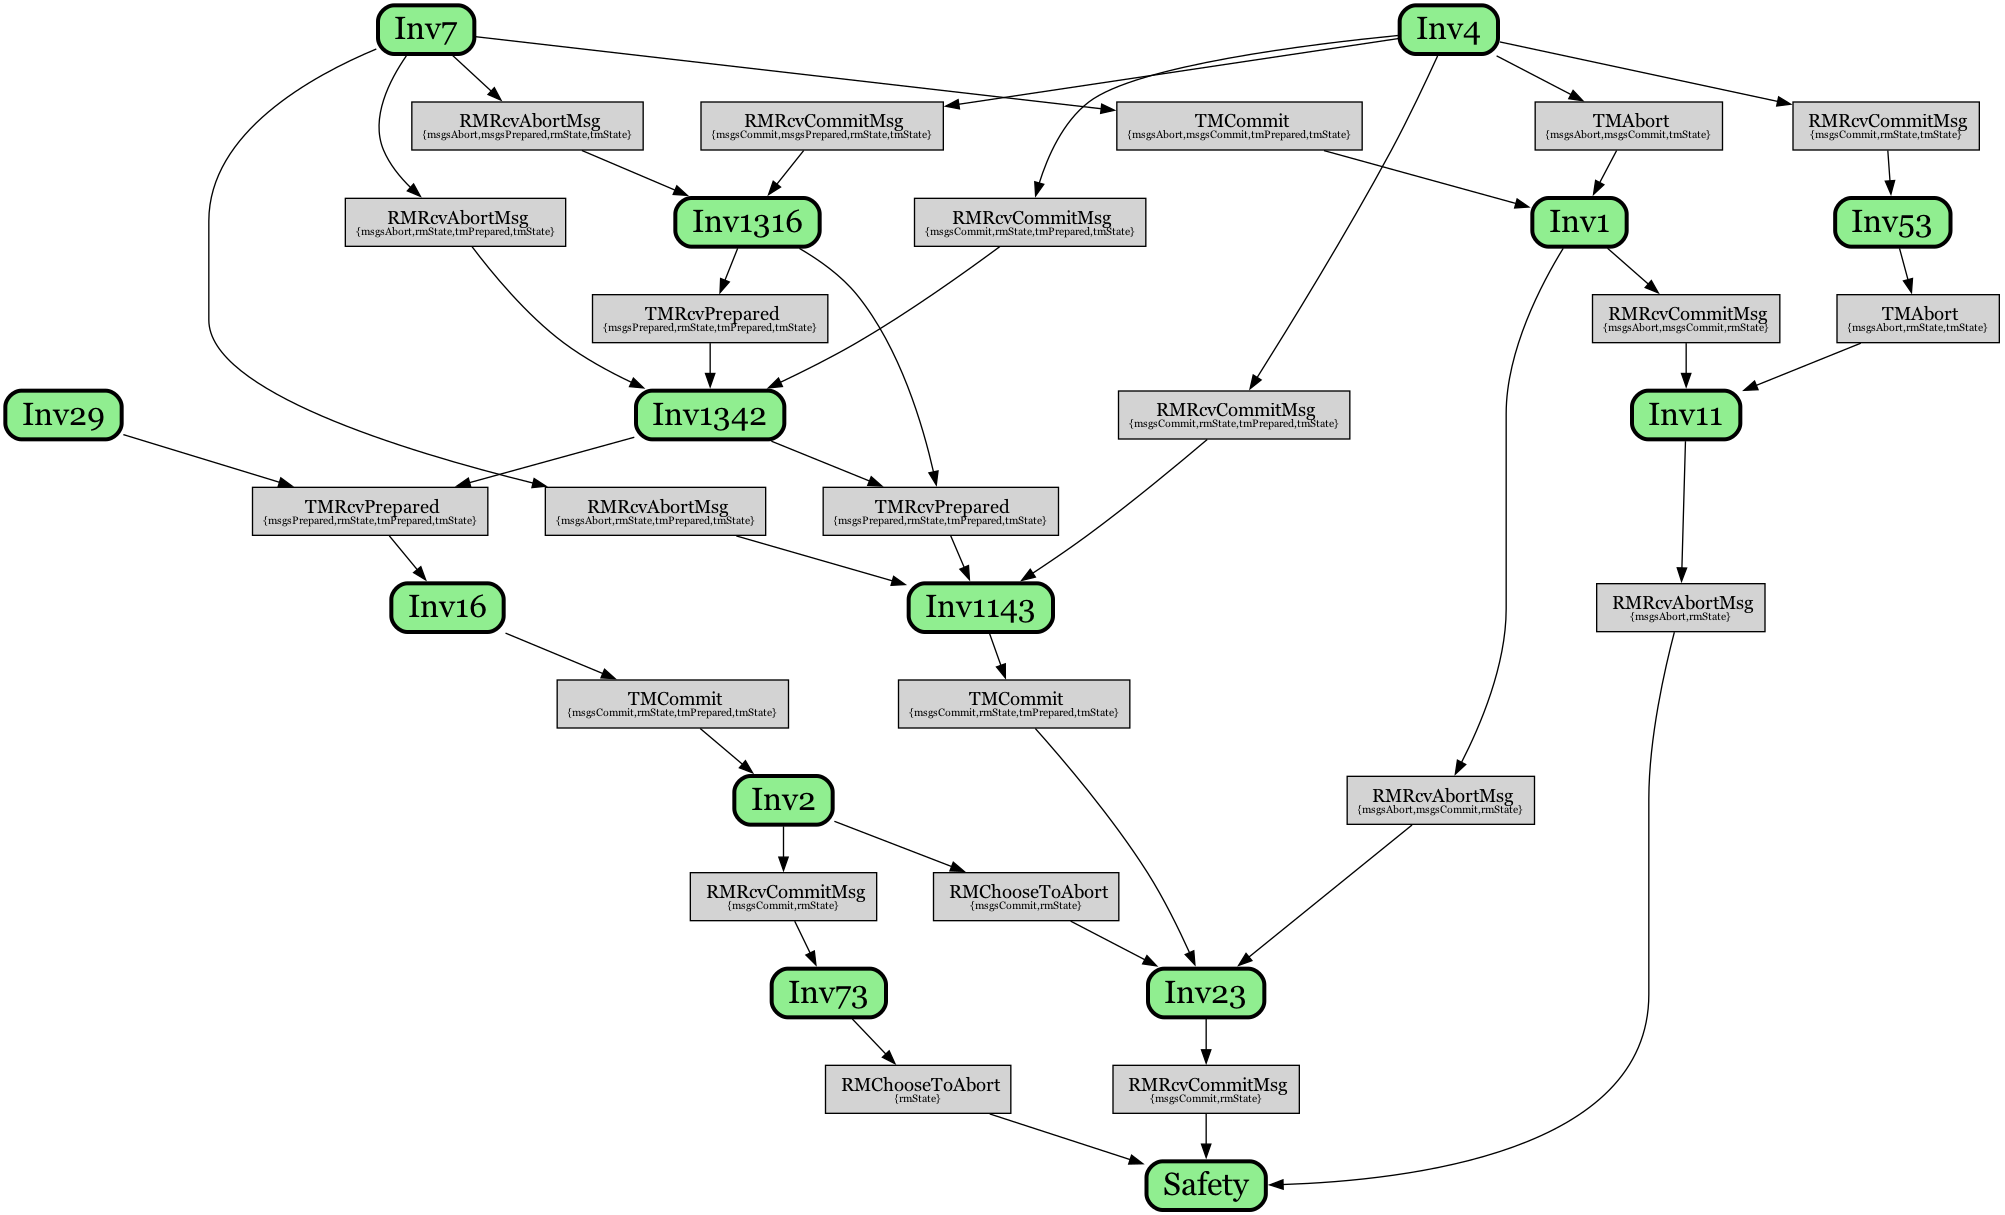 Inv7
Inv4
RMRcvAbortMsg
{msgsAbort,msgsPrepared,rmState,tmState}
RMRcvCommitMsg
{msgsCommit,msgsPrepared,rmState,tmState}
TMCommit
{msgsAbort,msgsCommit,tmPrepared,tmState}
TMAbort
{msgsAbort,msgsCommit,tmState}
RMRcvCommitMsg
{msgsCommit,rmState,tmState}
RMRcvAbortMsg
{msgsAbort,rmState,tmPrepared,tmState}
Inv1316
RMRcvCommitMsg
{msgsCommit,rmState,tmPrepared,tmState}
Inv1
Inv53
TMRcvPrepared
{msgsPrepared,rmState,tmPrepared,tmState}
RMRcvCommitMsg
{msgsAbort,msgsCommit,rmState}
TMAbort
{msgsAbort,rmState,tmState}
Inv29
Inv1342
RMRcvCommitMsg
{msgsCommit,rmState,tmPrepared,tmState}
Inv11
TMRcvPrepared
{msgsPrepared,rmState,tmPrepared,tmState}
RMRcvAbortMsg
{msgsAbort,rmState,tmPrepared,tmState}
TMRcvPrepared
{msgsPrepared,rmState,tmPrepared,tmState}
Inv16
Inv1143
RMRcvAbortMsg
{msgsAbort,rmState}
TMCommit
{msgsCommit,rmState,tmPrepared,tmState}
TMCommit
{msgsCommit,rmState,tmPrepared,tmState}
Inv2
RMRcvAbortMsg
{msgsAbort,msgsCommit,rmState}
RMRcvCommitMsg
{msgsCommit,rmState}
RMChooseToAbort
{msgsCommit,rmState}
Inv73
Inv23
RMChooseToAbort
{rmState}
RMRcvCommitMsg
{msgsCommit,rmState}
Safety